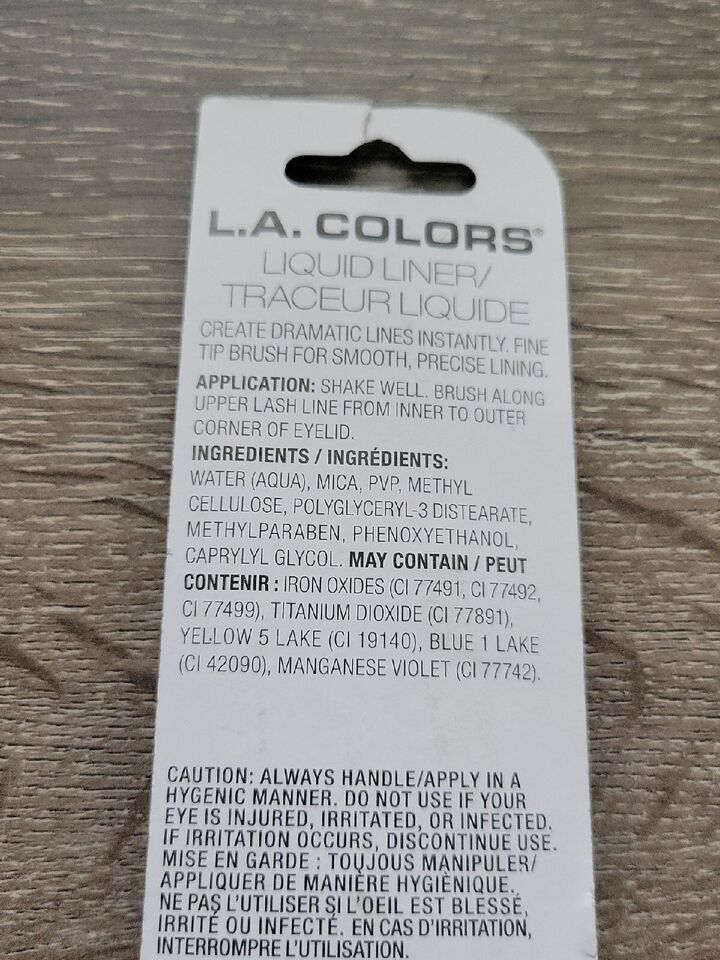 L.A. COLORS®
LIQUID LINER/
TRACEUR LIQUIDE
CREATE DRAMATIC LINES INSTANTLY. FINE
TIP BRUSH FOR SMOOTH, PRECISE LINING.
APPLICATION: SHAKE WELL. BRUSH ALONG
UPPER LASH LINE FROM INNER TO OUTER
CORNER OF EYELID.
INGREDIENTS / INGRÉDIENTS:
WATER (AQUA), MICA, PVP, METHYL
CELLULOSE, POLYGLYCERYL-3 DISTEARATE,
METHYLPARABEN, PHENOXYETHANOL,
CAPRYLYL GLYCOL. MAY CONTAIN / PEUT
CONTENIR : IRON OXIDES (CI 77491, CI 77492,
CI 77499), TITANIUM DIOXIDE (CI 77891),
YELLOW 5 LAKE (CI 19140), BLUE 1 LAKE
(CI 42090), MANGANESE VIOLET (CI 77742).
CAUTION: ALWAYS HANDLE/APPLY IN A
HYGENIC MANNER. DO NOT USE IF YOUR
EYE IS INJURED, IRRITATED, OR INFECTED.
IF IRRITATION OCCURS, DISCONTINUE USE.
MISE EN GARDE : TOUJOUS MANIPULER/
APPLIQUER DE MANIÈRE HYGIÈNIQUE.
NE PAS L'UTILISER SI L'OEIL EST BLESSÉ,
IRRITÉ OU INFECTÉ. EN CAS D'IRRITATION,
INTERROMPRE L'UTILISATION.